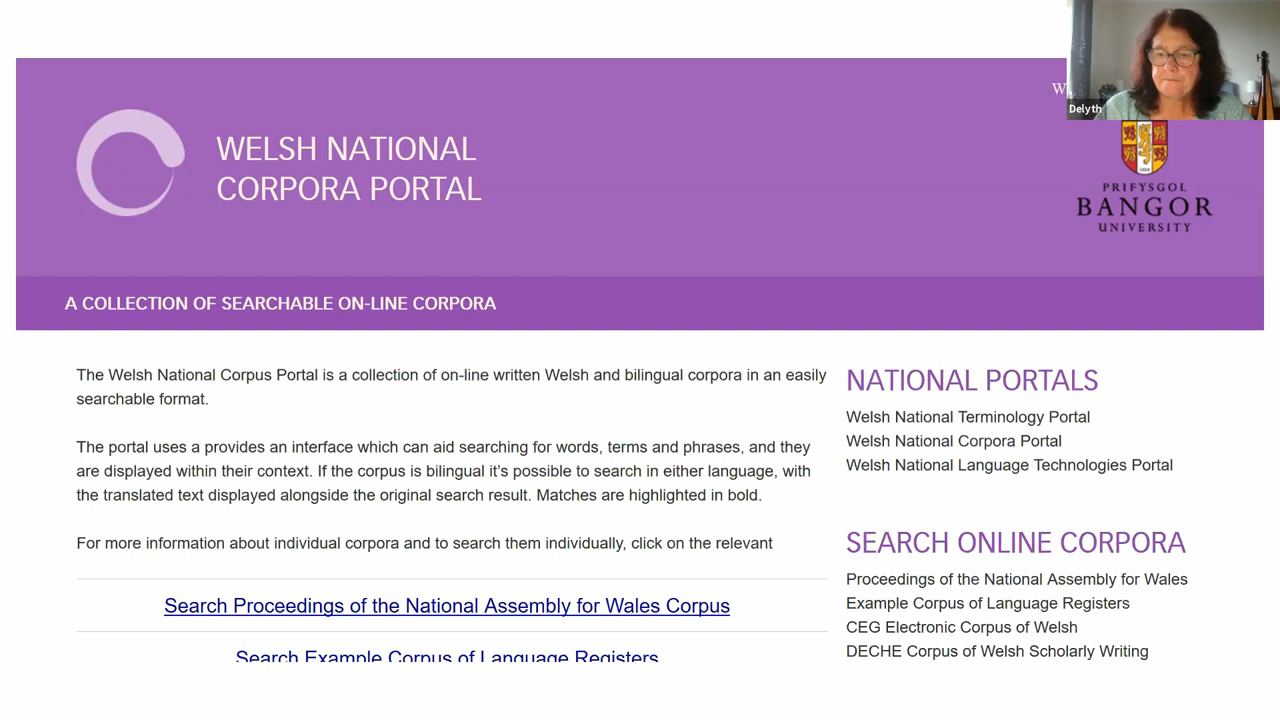 W
Delyth
WELSH NATIONAL
CORPORA PORTAL
1884
PRIFYSGOL
BANGOR
UNIVERSITY
A COLLECTION OF SEARCHABLE ON-LINE CORPORA
The Welsh National Corpus Portal is a collection of on-line written Welsh and bilingual corpora in an easily
searchable format.
The portal uses a provides an interface which can aid searching for words, terms and phrases, and they
are displayed within their context. If the corpus is bilingual it's possible to search in either language, with
the translated text displayed alongside the original search result. Matches are highlighted in bold.
For more information about individual corpora and to search them individually, click on the relevant
Search Proceedings of the National Assembly for Wales Corpus
Search Example Corpus of Language Registers
NATIONAL PORTALS
Welsh National Terminology Portal
Welsh National Corpora Portal
Welsh National Language Technologies Portal
SEARCH ONLINE CORPORA
Proceedings of the National Assembly for Wales
Example Corpus of Language Registers
CEG Electronic Corpus of Welsh
DECHE Corpus of Welsh Scholarly Writing